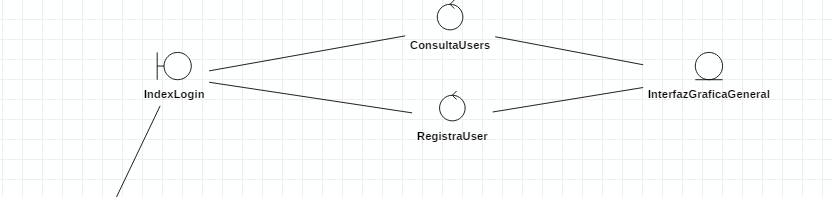 ConsultaUsers
IndexLogin
InterfazGraficaGeneral
RegistraUser